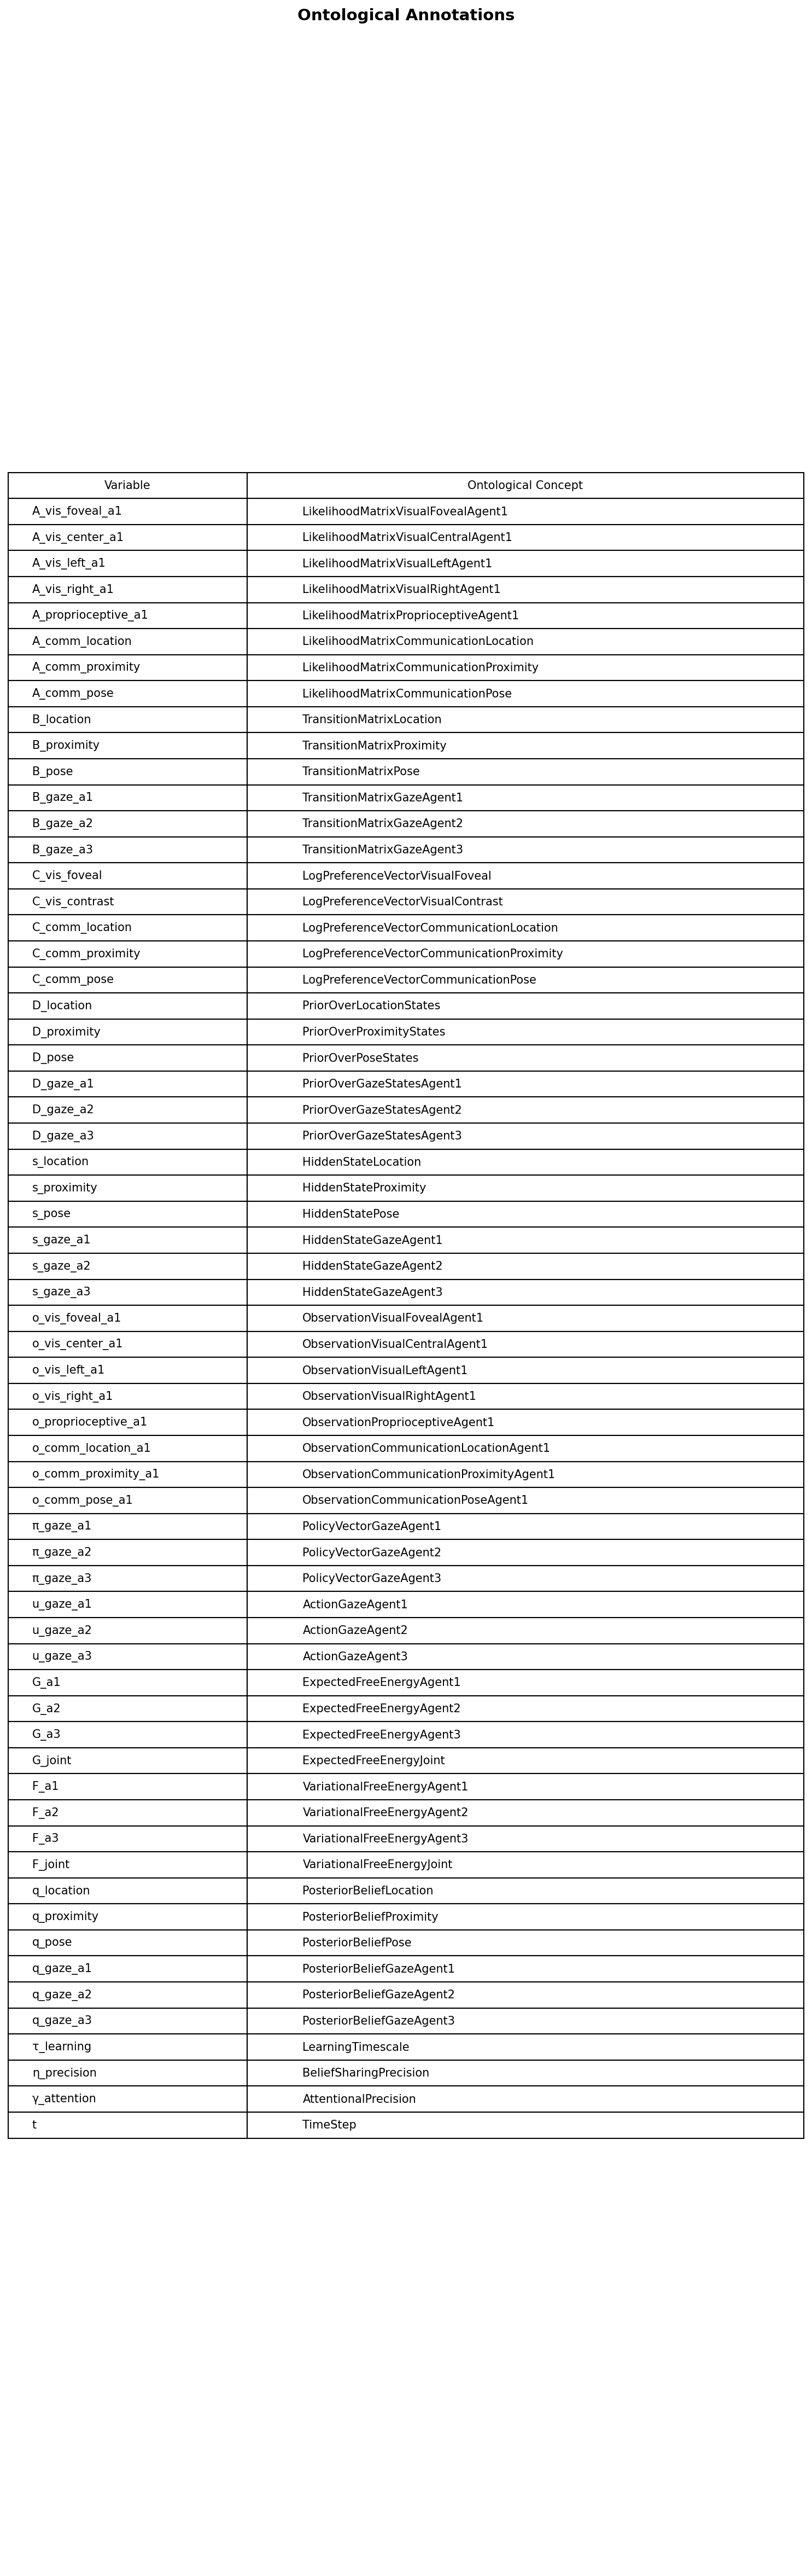 Ontological Annotations
Variable Ontological Concept
A_vis_foveal_a1 LikelihoodMatrixVisualFovealAgent1
A_vis_center_a1 LikelihoodMatrixVisualCentralAgent1
A_vis_left_a1 LikelihoodMatrixVisualLeftAgent1
A_vis_right_a1 LikelihoodMatrixVisualRightAgent1
A_proprioceptive_a1 LikelihoodMatrixProprioceptiveAgent1
A_comm_location LikelihoodMatrixCommunicationLocation
A_comm_proximity LikelihoodMatrixCommunicationProximity
A_comm_pose LikelihoodMatrixCommunicationPose
B_location TransitionMatrixLocation
B_proximity TransitionMatrixProximity
B_pose TransitionMatrixPose
B_gaze_a1 TransitionMatrixGazeAgent1
B_gaze_a2 TransitionMatrixGazeAgent2
B_gaze_a3 TransitionMatrixGazeAgent3
C_vis_foveal LogPreferenceVectorVisualFoveal
C_vis_contrast LogPreferenceVectorVisualContrast
C_comm_location LogPreferenceVectorCommunicationLocation
C_comm_proximity LogPreferenceVectorCommunicationProximity
C_comm_pose LogPreferenceVectorCommunicationPose
D_location PriorOverLocationStates
D_proximity PriorOverProximityStates
D_pose PriorOverPoseStates
D_gaze_a1 PriorOverGazeStatesAgent1
D_gaze_a2 PriorOverGazeStatesAgent2
D_gaze_a3 PriorOverGazeStatesAgent3
s_location HiddenStateLocation
s_proximity HiddenStateProximity
s_pose HiddenStatePose
s_gaze_a1 HiddenStateGazeAgent1
s_gaze_a2 HiddenStateGazeAgent2
s_gaze_a3 HiddenStateGazeAgent3
o_vis_foveal_a1 ObservationVisualFovealAgent1
o_vis_center_a1 ObservationVisualCentralAgent1
o_vis_left_a1 ObservationVisualLeftAgent1
o_vis_right_a1 ObservationVisualRightAgent1
o_proprioceptive_a1 ObservationProprioceptiveAgent1
o_comm_location_a1 ObservationCommunicationLocationAgent1
o_comm_proximity_a1 ObservationCommunicationProximityAgent1
o_comm_pose_a1 ObservationCommunicationPoseAgent1
π_gaze_a1 PolicyVectorGazeAgent1
π_gaze_a2 PolicyVectorGazeAgent2
π_gaze_a3 PolicyVectorGazeAgent3
u_gaze_a1 ActionGazeAgent1
u_gaze_a2 ActionGazeAgent2
u_gaze_a3 ActionGazeAgent3
G_a1 ExpectedFreeEnergyAgent1
G_a2 ExpectedFreeEnergyAgent2
G_a3 ExpectedFreeEnergyAgent3
G_joint ExpectedFreeEnergyJoint
F_a1 VariationalFreeEnergyAgent1
F_a2 VariationalFreeEnergyAgent2
F_a3 VariationalFreeEnergyAgent3
F_joint VariationalFreeEnergyJoint
q_location PosteriorBeliefLocation
q_proximity PosteriorBeliefProximity
q_pose PosteriorBeliefPose
q_gaze_a1 PosteriorBeliefGazeAgent1
q_gaze_a2 PosteriorBeliefGazeAgent2
q_gaze_a3 PosteriorBeliefGazeAgent3
τ_learning LearningTimescale
η_precision BeliefSharingPrecision
γ_attention AttentionalPrecision
t TimeStep